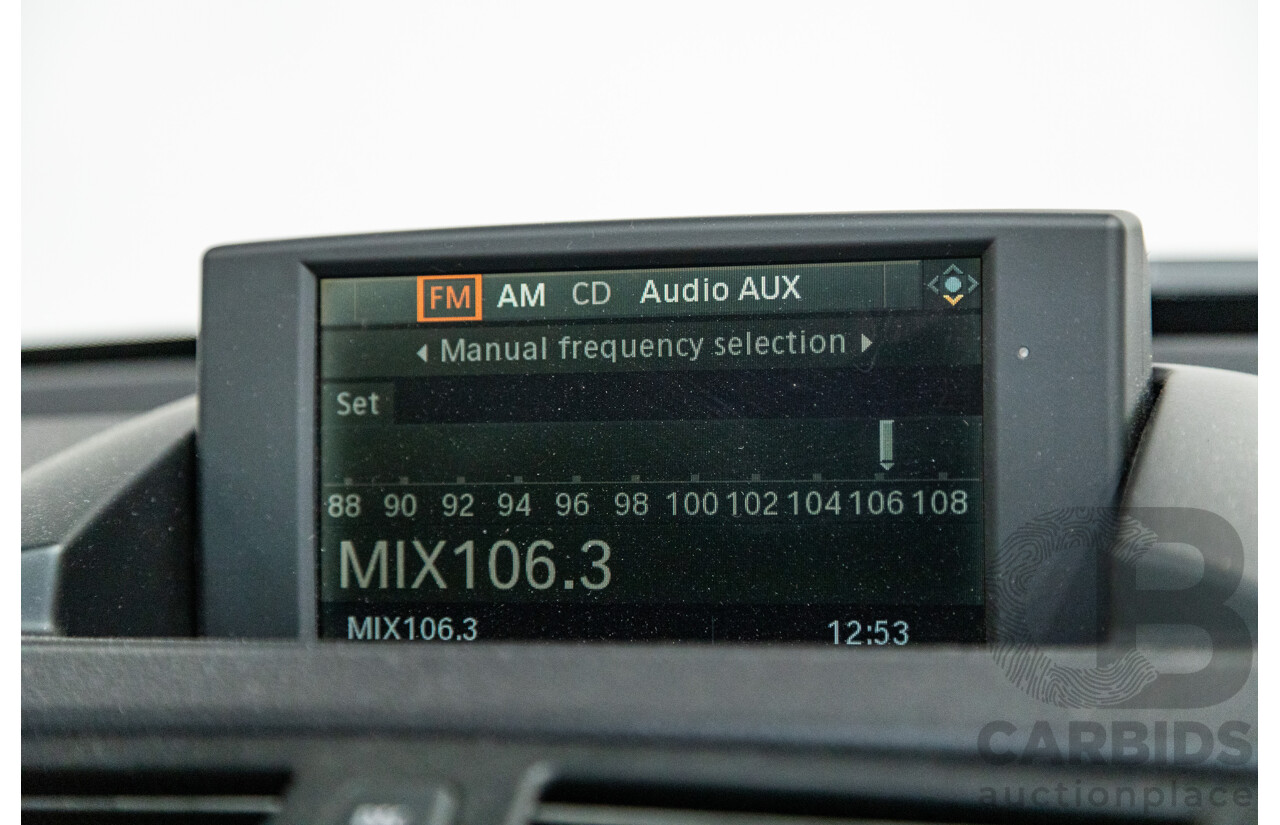 FM AM CD Audio AUX
Manual frequency selection
Set
88 90 92 94 96 98 100 102 104 106 108
MIX106.3
MIX106.3 12:53
CB
CARBIDS
auctionplace